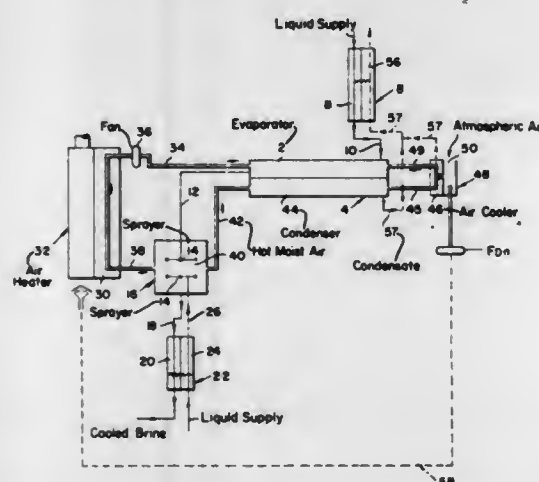 Liquid Supply
56
8
8
Fan
36
34
Evaporator
2
57
57
Atmospheric Air
50
10
49
48
32
12
4
45
46
Air Cooler
42
44
Condenser
Air Heater
Sprayer
14
38
40
Hot Moist Air
57
Condensate
Fan
30
16
Sprayer
14
18
26
20
24
22
Cooled Brine
Liquid Supply